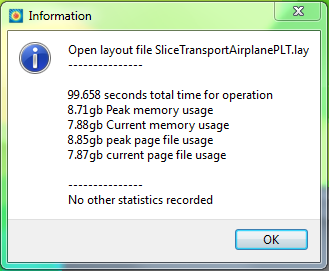 Information
Open layout file SliceTransportAirplanePLT.lay
---------------
99.658 seconds total time for operation
8.71gb Peak memory usage
7.88gb Current memory usage
8.85gb peak page file usage
7.87gb current page file usage
---------------
No other statistics recorded
OK